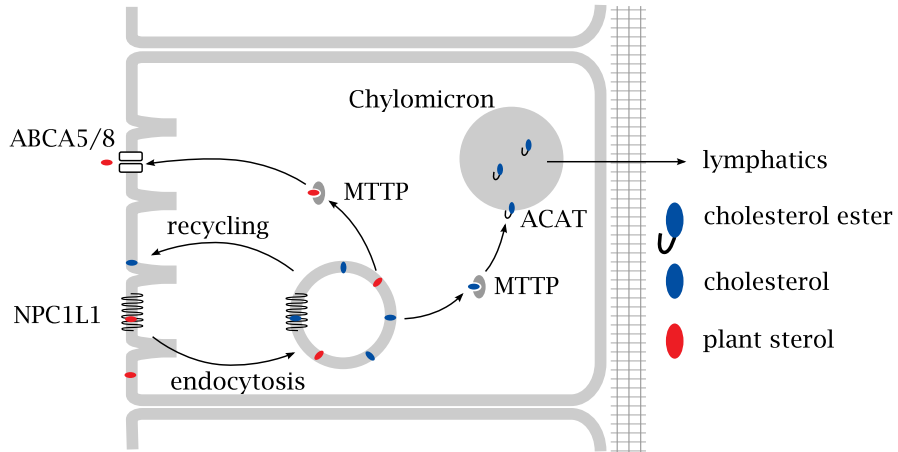 Chylomicron
ABCA5/8
lymphatics
MTTP
cholesterol ester
ACAT
recycling
cholesterol
MTTP
NPC1L1
plant sterol
endocytosis